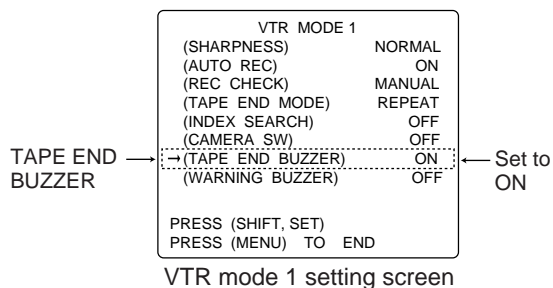 VTR MODE 1
(SHARPNESS) NORMAL
(AUTO REC) ON
(REC CHECK) MANUAL
(TAPE END MODE) REPEAT
(INDEX SEARCH) OFF
(CAMERA SW) OFF
TAPE END BUZZER
→(TAPE END BUZZER) ON
Set to ON
(WARNING BUZZER) OFF
PRESS (SHIFT, SET)
PRESS (MENU) TO END
VTR mode 1 setting screen